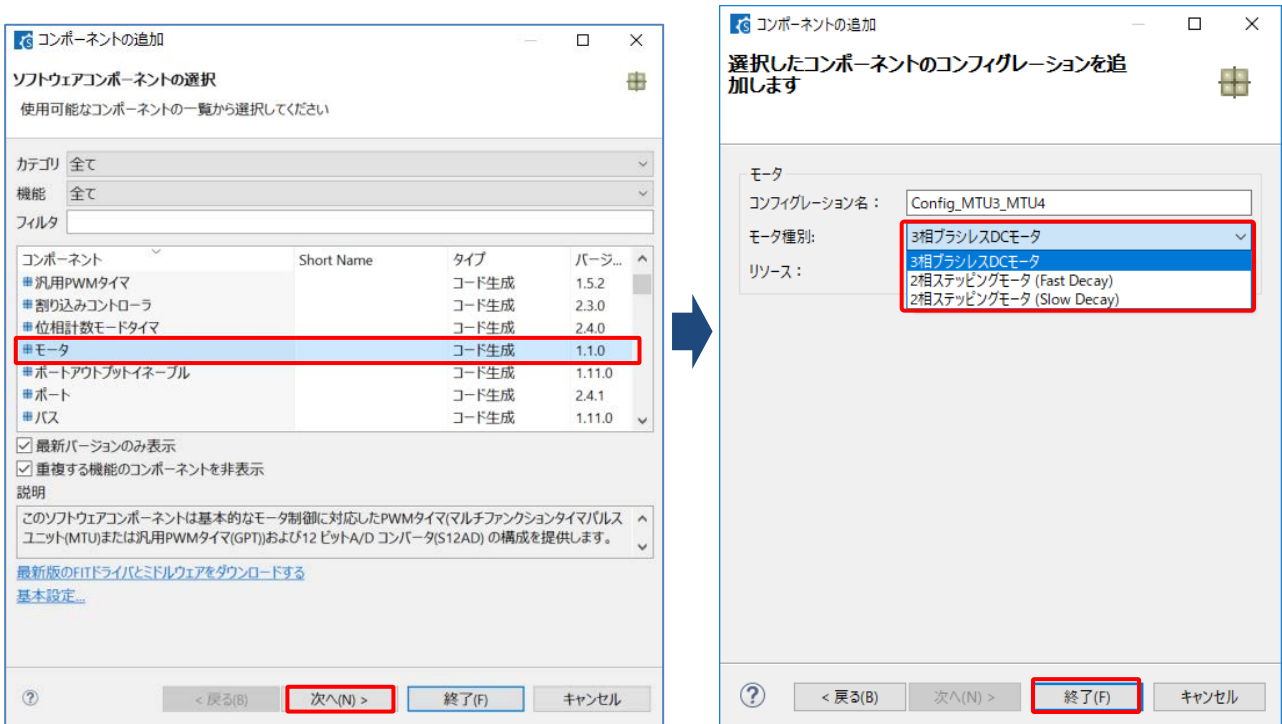 コンポーネントの追加
ソフトウェアコンポーネントの選択
使用可能なコンポーネントの一覧から選択してください
カテゴリ 全て
機能 全て
フィルタ
コンポーネント Short Name タイプ バージ...
汎用PWMタイマ コード生成 1.5.2
割り込みコントローラ コード生成 2.3.0
位相計数モードタイマ コード生成 2.4.0
モータ コード生成 1.1.0
ポートアウトプットイネーブル コード生成 1.11.0
ポート コード生成 2.4.1
バス コード生成 1.11.0
最新バージョンのみ表示
重複する機能のコンポーネントを非表示
説明
このソフトウェアコンポーネントは基本的なモータ制御に対応したPWMタイマ(マルチファンクションタイマパルス
ユニット(MTU)または汎用PWMタイマ(GPT))および12 ビットA/D コンバータ(S12AD) の構成を提供します。
最新版のFITドライバとミドルウェアをダウンロードする
基本設定...
? < 戻る(B) 次へ(N) > 終了(F) キャンセル
コンポーネントの追加
選択したコンポーネントのコンフィグレーションを追
加します
モータ
コンフィグレーション名: Config_MTU3_MTU4
モータ種別: 3相ブラシレスDCモータ
3相ブラシレスDCモータ
リソース:
2相ステッピングモータ (Fast Decay)
2相ステッピングモータ (Slow Decay)
? < 戻る(B) 次へ(N) > 終了(F) キャンセル